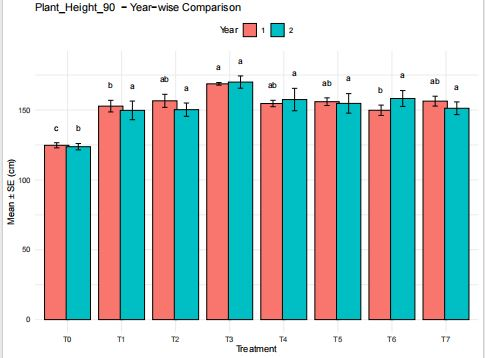 Plant_Height_90 − Year−wise Comparison
Year 1 2
a a
b a ab a ab a ab a b a ab a
c b
150
100
50
0
Mean ± SE (cm)
T0 T1 T2 T3 T4 T5 T6 T7
Treatment